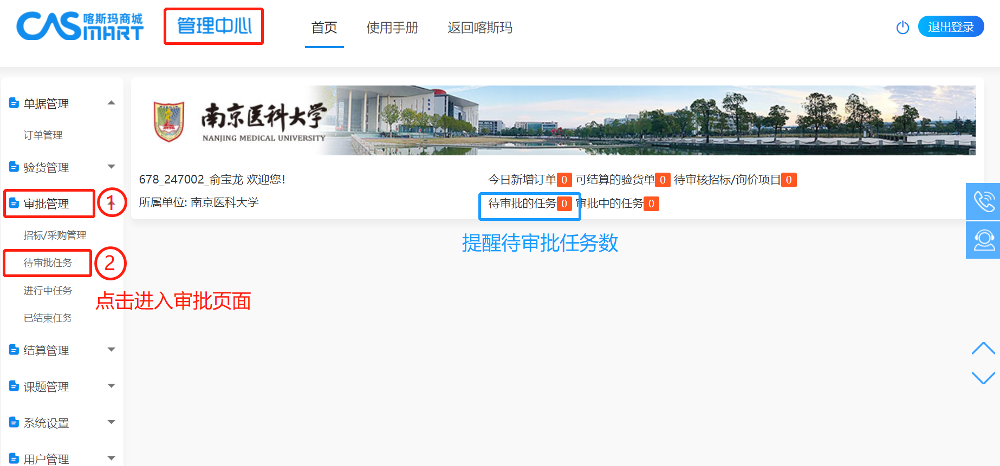 CASMART 喀斯玛商城
管理中心
首页 使用手册 返回喀斯玛
退出登录
单据管理
订单管理
验货管理
审批管理 1
招标/采购管理
待审批任务 2
进行中任务
已结束任务
点击进入审批页面
结算管理
课题管理
系统设置
用户管理
南京医科大学
NANJING MEDICAL UNIVERSITY
678_247002_俞宝龙 欢迎您!
所属单位: 南京医科大学
今日新增订单 0 可结算的验货单 0 待审核招标/询价项目 0
待审批的任务 0 审批中的任务 0
提醒待审批任务数